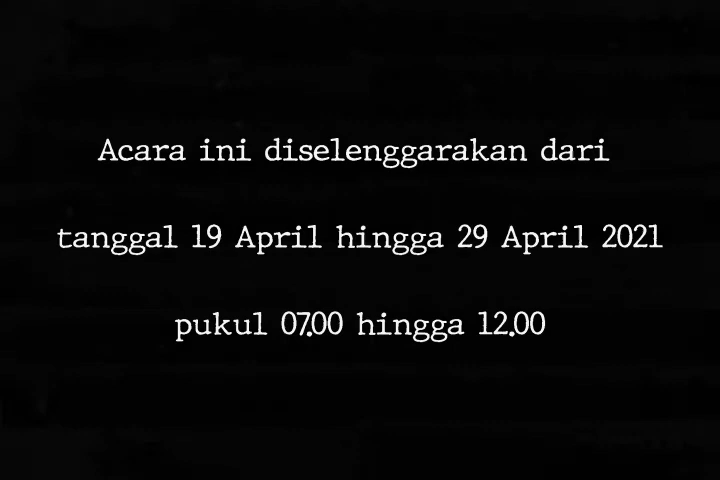 Acara ini diselenggarakan dari
tanggal 19 April hingga 29 April 2021
pukul 07.00 hingga 12.00